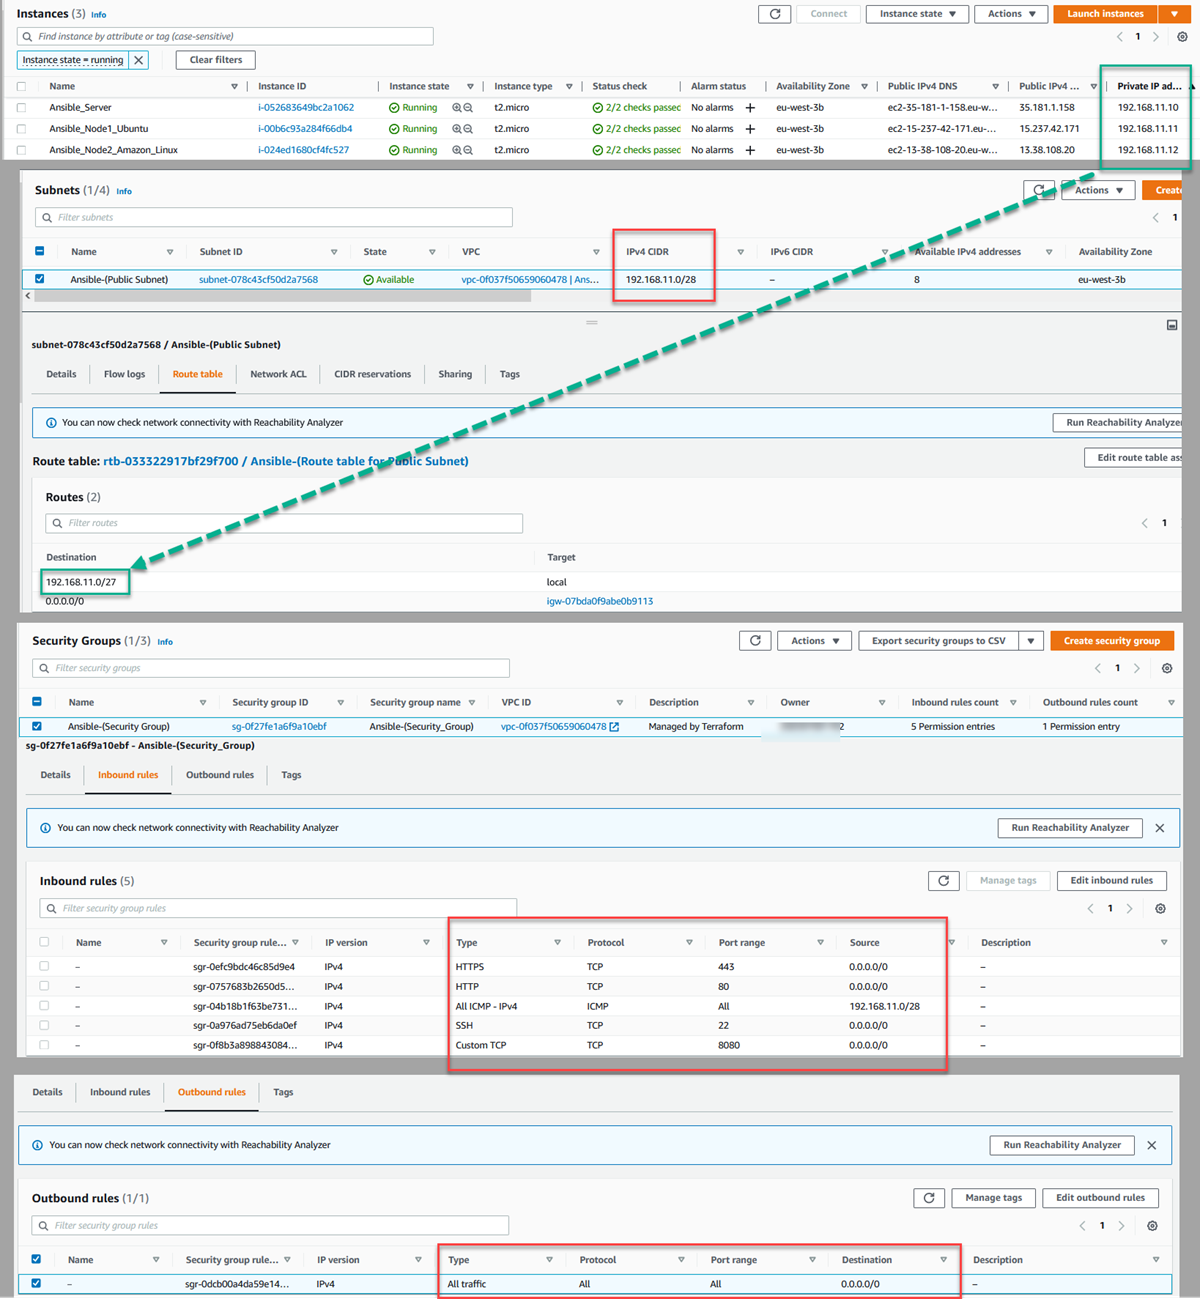 Instances (3) Info
Connect Instance state Actions Launch instances
Find instance by attribute or tag (case-sensitive)
1
Instance state = running Clear filters
Name Instance ID Instance state Instance type Status check Alarm status Availability Zone Public IPv4 DNS Public IPv4 ... Private IP ad...
Ansible_Server i-052683649bc2a1062 Running t2.micro 2/2 checks passed No alarms + eu-west-3b ec2-35-181-1-158.eu-w... 35.181.1.158 192.168.11.10
Ansible_Node1_Ubuntu i-00b6c93a284f66db4 Running t2.micro 2/2 checks passed No alarms + eu-west-3b ec2-15-237-42-171.eu-... 15.237.42.171 192.168.11.11
Ansible_Node2_Amazon_Linux i-024ed1680cf4fc527 Running t2.micro 2/2 checks passed No alarms + eu-west-3b ec2-13-38-108-20.eu-w... 13.38.108.20 192.168.11.12
Subnets (1/4) Info
Actions Create
Filter subnets
1
Name Subnet ID State VPC IPv4 CIDR IPv6 CIDR Available IPv4 addresses Availability Zone
Ansible-(Public Subnet) subnet-078c43cf50d2a7568 Available vpc-0f037f50659060478 | Ans... 192.168.11.0/28 – 8 eu-west-3b
subnet-078c43cf50d2a7568 / Ansible-(Public Subnet)
Details Flow logs Route table Network ACL CIDR reservations Sharing Tags
You can now check network connectivity with Reachability Analyzer Run Reachability Analyzer
Route table: rtb-033322917bf29f700 / Ansible-(Route table for Public Subnet) Edit route table ass
Routes (2)
Filter routes
1
Destination Target
192.168.11.0/27 local
0.0.0.0/0 igw-07bda0f9abe0b9113
Security Groups (1/3) Info
Actions Export security groups to CSV Create security group
Filter security groups
1
Name Security group ID Security group name VPC ID Description Owner Inbound rules count Outbound rules count
Ansible-(Security Group) sg-0f27fe1a6f9a10ebf Ansible-(Security_Group) vpc-0f037f50659060478 Managed by Terraform 2 5 Permission entries 1 Permission entry
sg-0f27fe1a6f9a10ebf - Ansible-(Security_Group)
Details Inbound rules Outbound rules Tags
You can now check network connectivity with Reachability Analyzer Run Reachability Analyzer
Inbound rules (5)
Manage tags Edit inbound rules
Filter security group rules
1
Name Security group rule... IP version Type Protocol Port range Source Description
– sgr-0efc9bdc46c85d9e4 IPv4 HTTPS TCP 443 0.0.0.0/0 –
– sgr-0757683b2650d5... IPv4 HTTP TCP 80 0.0.0.0/0 –
– sgr-04b18b1f63be731... IPv4 All ICMP - IPv4 ICMP All 192.168.11.0/28 –
– sgr-0a976ad75eb6da0ef IPv4 SSH TCP 22 0.0.0.0/0 –
– sgr-0f8b3a898843084... IPv4 Custom TCP TCP 8080 0.0.0.0/0 –
Details Inbound rules Outbound rules Tags
You can now check network connectivity with Reachability Analyzer Run Reachability Analyzer
Outbound rules (1/1)
Manage tags Edit outbound rules
Filter security group rules
1
Name Security group rule... IP version Type Protocol Port range Destination Description
– sgr-0dcb00a4da59e14... IPv4 All traffic All All 0.0.0.0/0 –